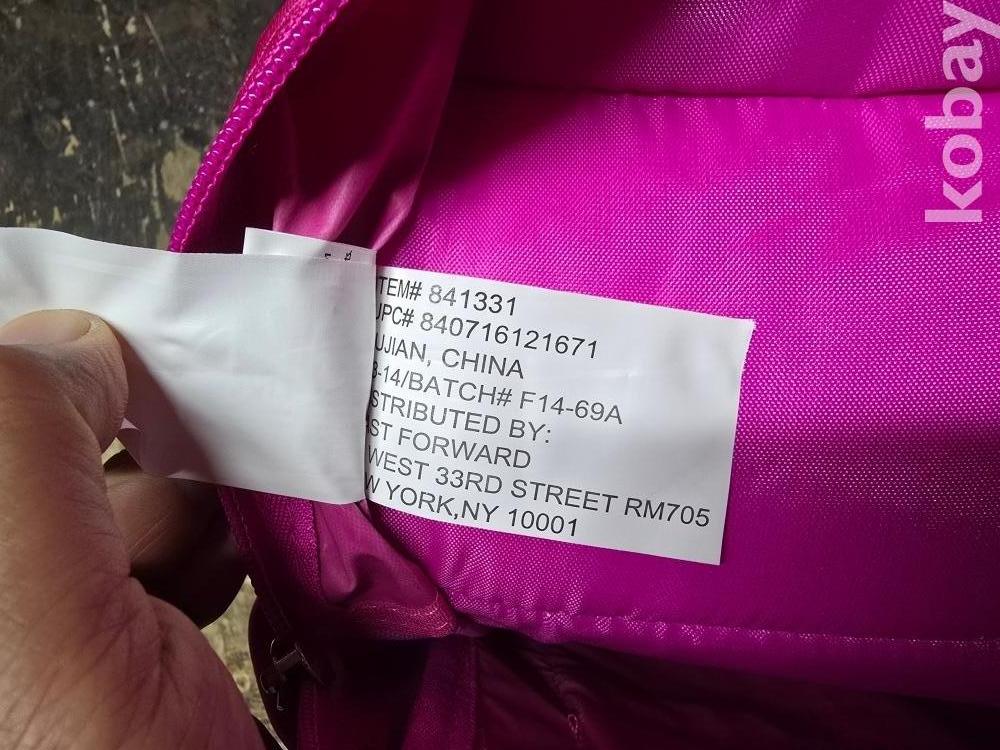 TEM# 841331
UPC# 840716121671
UJIAN, CHINA
3-14/BATCH# F14-69A
STRIBUTED BY:
ST FORWARD
WEST 33RD STREET RM705
W YORK,NY 10001
kobay